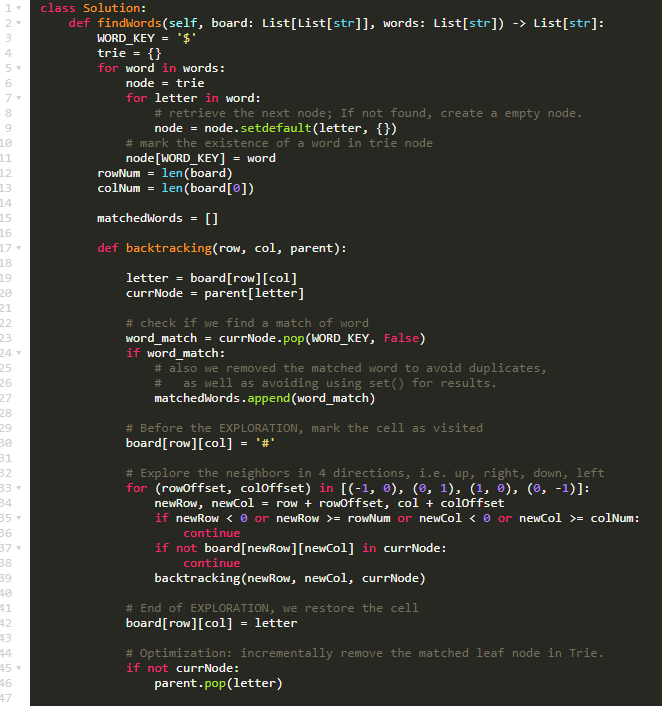 1 class Solution:
2 def findWords(self, board: List[List[str]], words: List[str]) -> List[str]:
3 WORD_KEY = '$'
4 trie = {}
5 for word in words:
6 node = trie
7 for letter in word:
8 # retrieve the next node; If not found, create a empty node.
9 node = node.setdefault(letter, {})
10 # mark the existence of a word in trie node
11 node[WORD_KEY] = word
12 rowNum = len(board)
13 colNum = len(board[0])
14
15 matchedWords = []
16
17 def backtracking(row, col, parent):
18
19 letter = board[row][col]
20 currNode = parent[letter]
21
22 # check if we find a match of word
23 word_match = currNode.pop(WORD_KEY, False)
24 if word_match:
25 # also we removed the matched word to avoid duplicates,
26 #   as well as avoiding using set() for results.
27 matchedWords.append(word_match)
28
29 # Before the EXPLORATION, mark the cell as visited
30 board[row][col] = '#'
31
32 # Explore the neighbors in 4 directions, i.e. up, right, down, left
33 for (rowOffset, colOffset) in [(-1, 0), (0, 1), (1, 0), (0, -1)]:
34 newRow, newCol = row + rowOffset, col + colOffset
35 if newRow < 0 or newRow >= rowNum or newCol < 0 or newCol >= colNum:
36 continue
37 if not board[newRow][newCol] in currNode:
38 continue
39 backtracking(newRow, newCol, currNode)
40
41 # End of EXPLORATION, we restore the cell
42 board[row][col] = letter
43
44 # Optimization: incrementally remove the matched leaf node in Trie.
45 if not currNode:
46 parent.pop(letter)
47